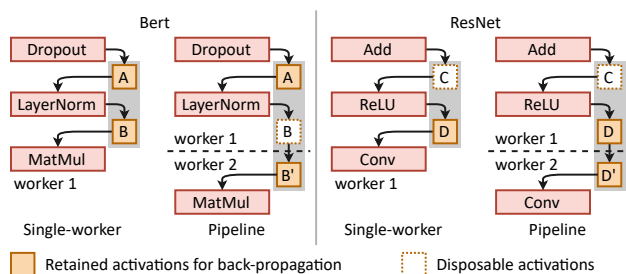 Bert
ResNet
Dropout
A
LayerNorm
B
MatMul
worker 1
Single-worker
Dropout
A
LayerNorm
B
worker 1
worker 2
B'
MatMul
Pipeline
Add
C
ReLU
D
Conv
worker 1
Single-worker
Add
C
ReLU
D
worker 1
worker 2
D'
Conv
Pipeline
Retained activations for back-propagation
Disposable activations